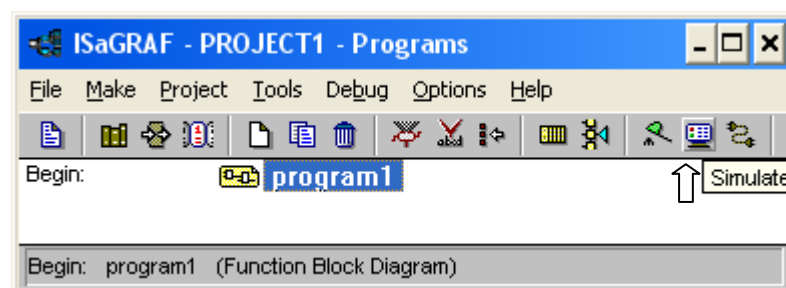 ISaGRAF - PROJECT1 - Programs
File Make Project Tools Debug Options Help
Begin: program1
Simulate
Begin: program1 (Function Block Diagram)